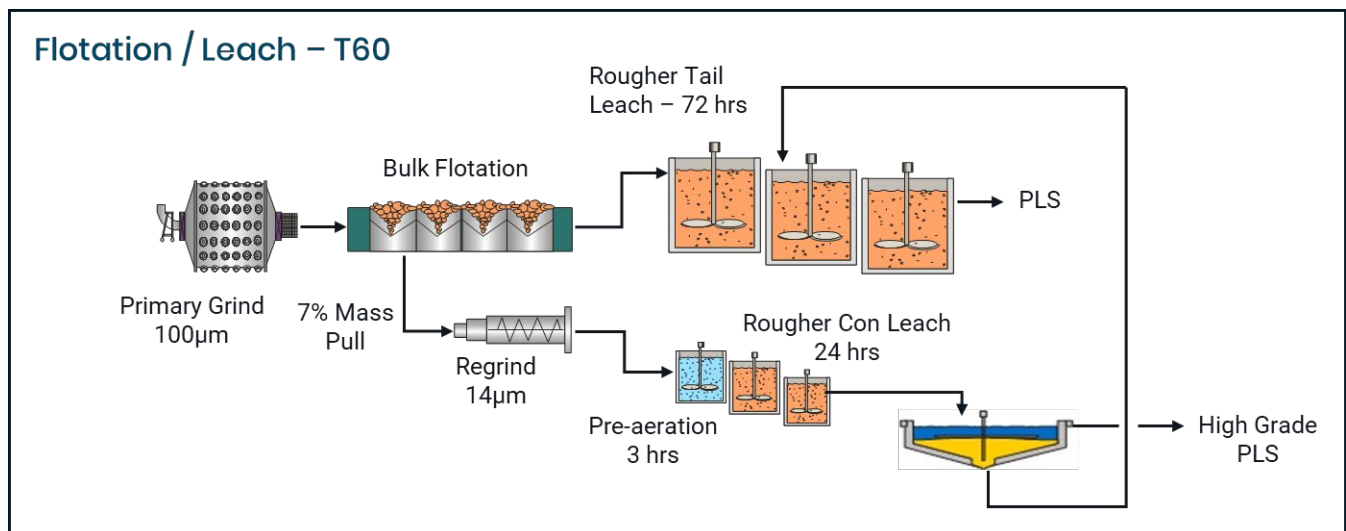 Flotation / Leach – T60
Rougher Tail
Leach – 72 hrs
Bulk Flotation
PLS
Primary Grind
100µm
7% Mass
Pull
Regrind
14µm
Rougher Con Leach
24 hrs
Pre-aeration
3 hrs
High Grade
PLS